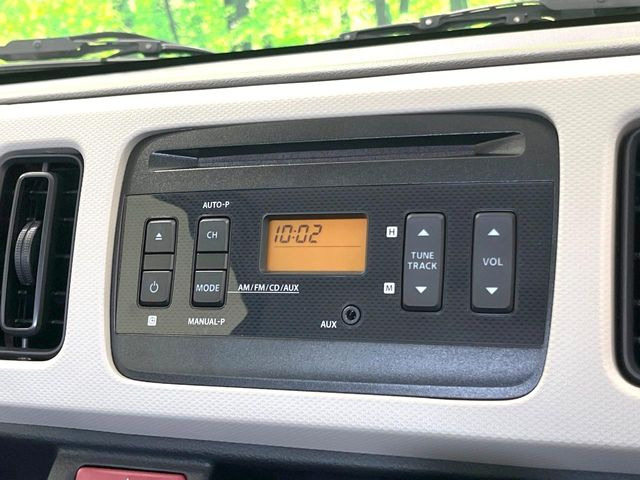 AUTO-P
CH
MODE
AM/FM/CD/AUX
MANUAL-P
10:02
H
M
TUNE
TRACK
VOL
AUX